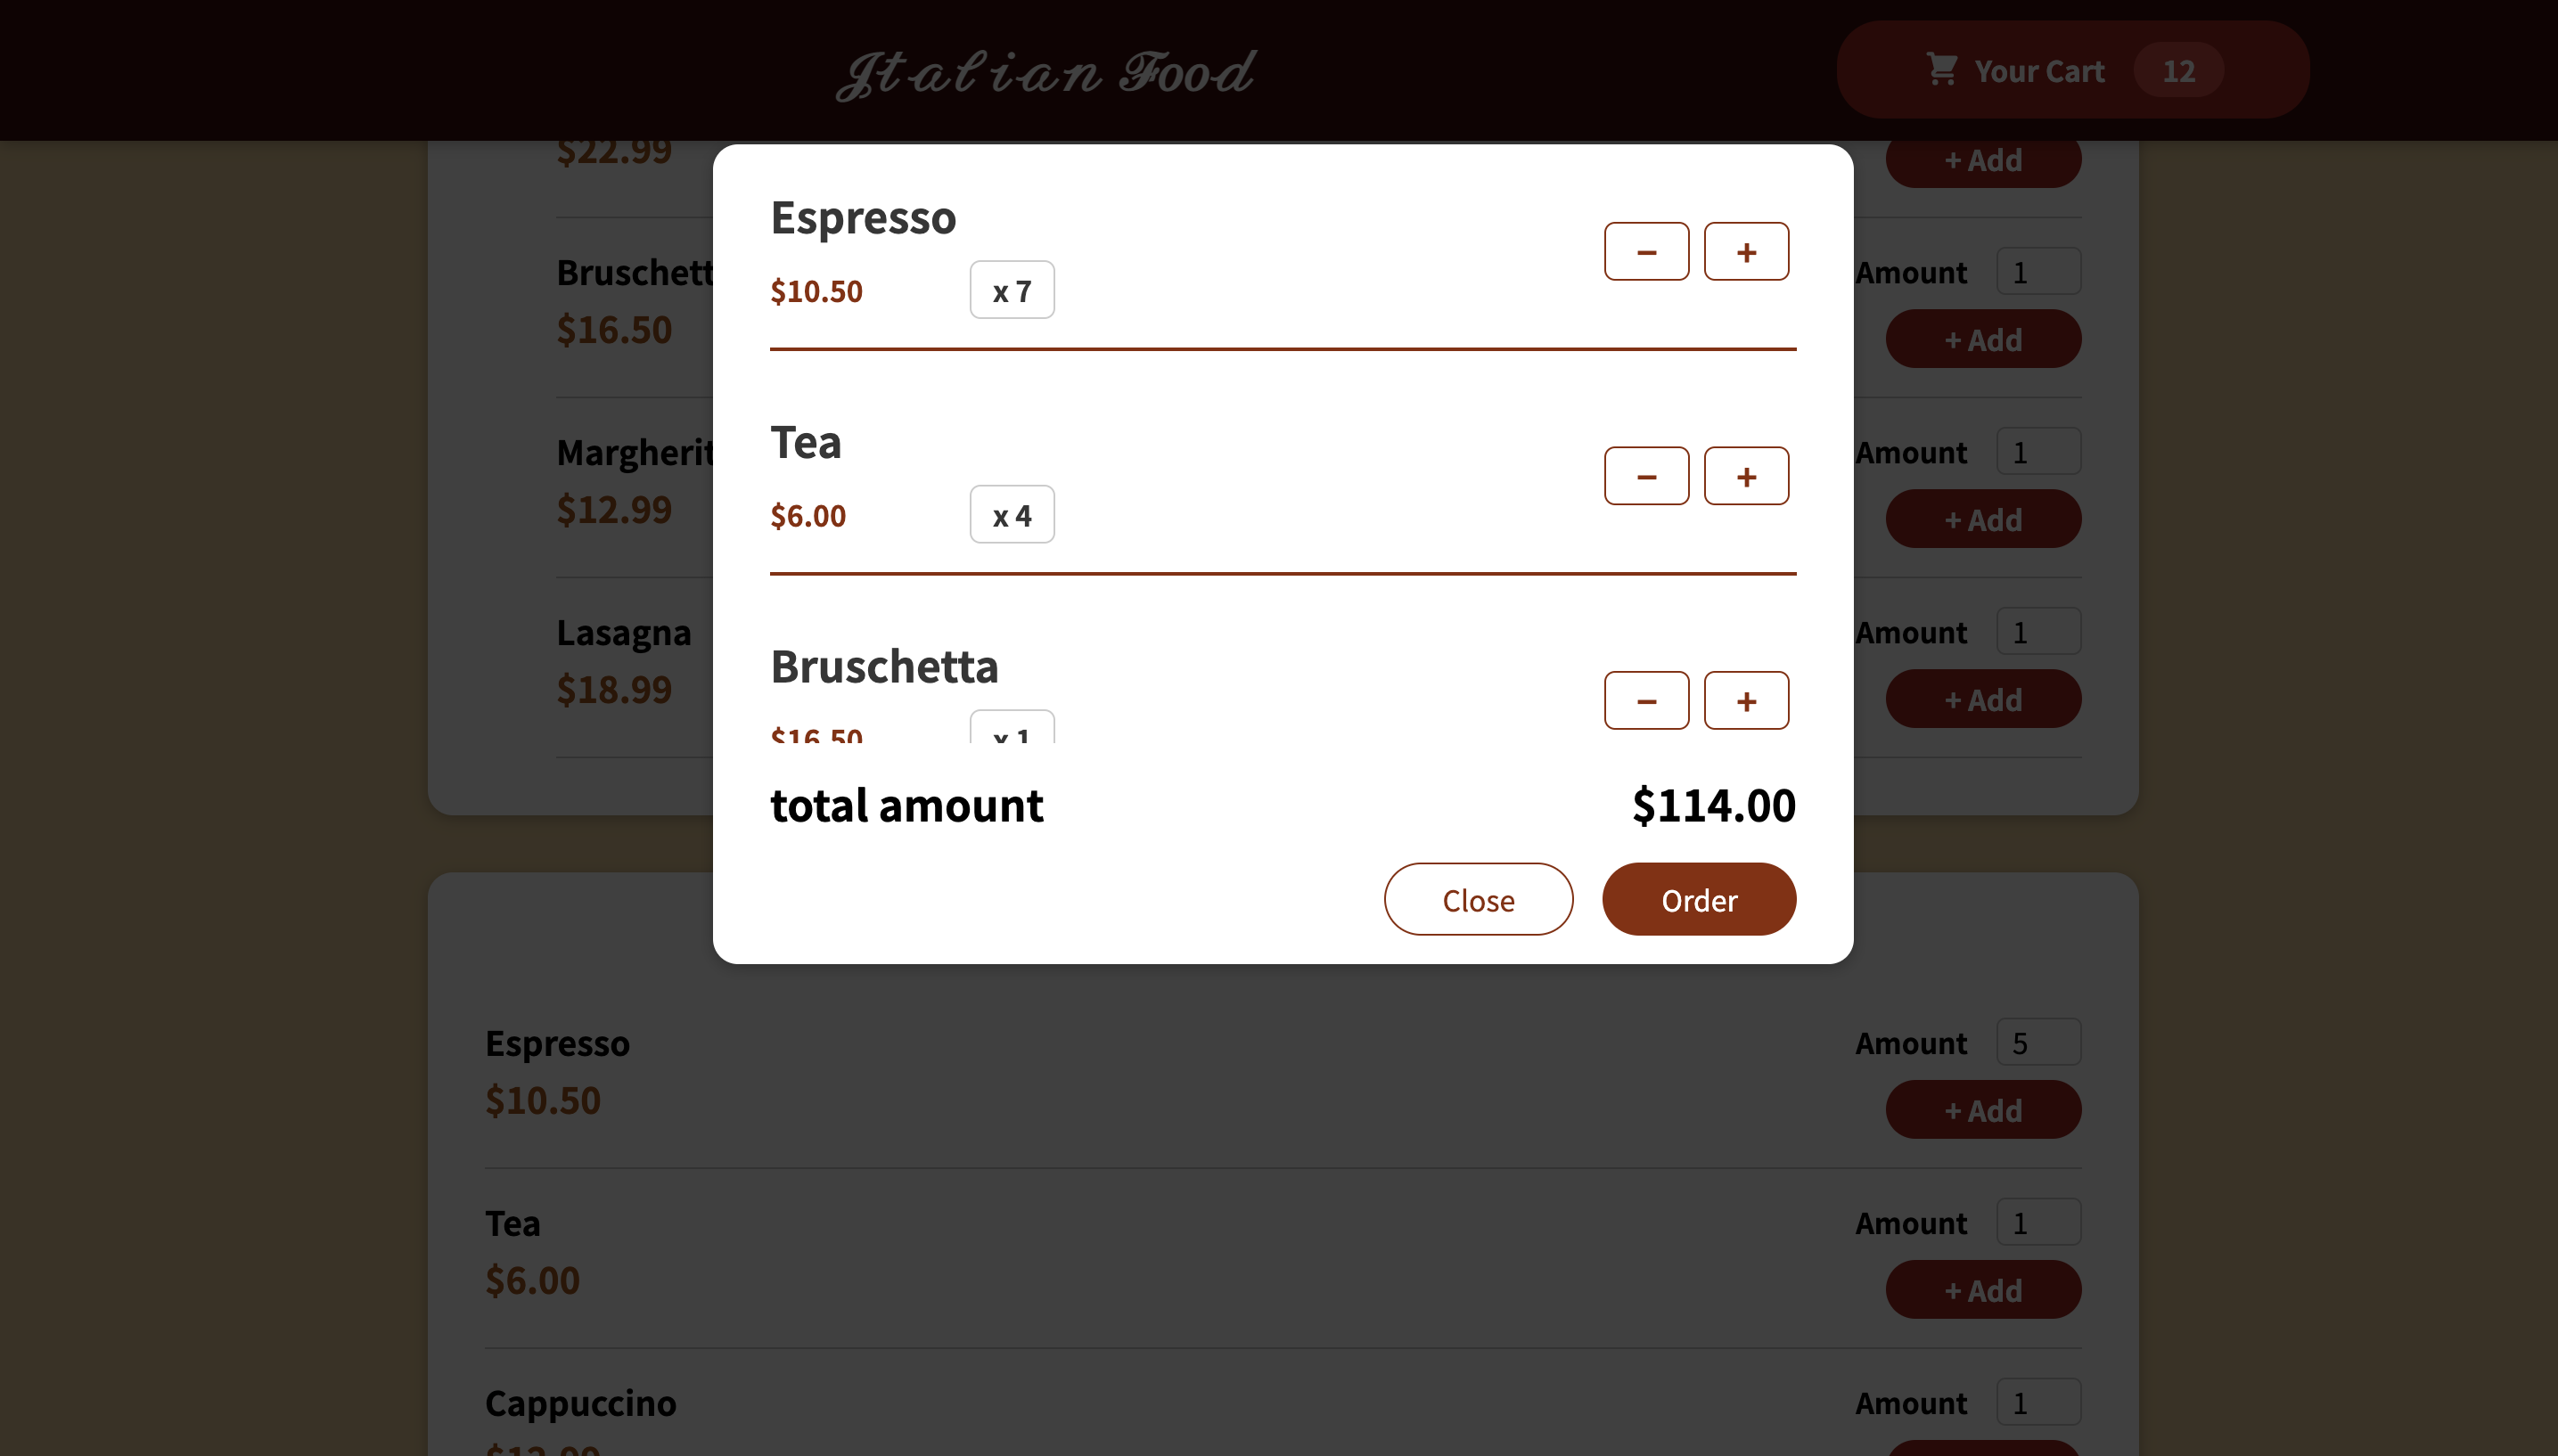 Italian Food
Your Cart 12
$22.99
+ Add
Bruschett
Amount 1
$16.50
+ Add
Margherit
Amount 1
$12.99
+ Add
Lasagna
Amount 1
$18.99
+ Add
Espresso
$10.50 x 7
− +
Tea
$6.00 x 4
− +
Bruschetta
$16.50 x 1
− +
total amount $114.00
Close Order
Espresso
Amount 5
$10.50
+ Add
Tea
Amount 1
$6.00
+ Add
Cappuccino
Amount 1